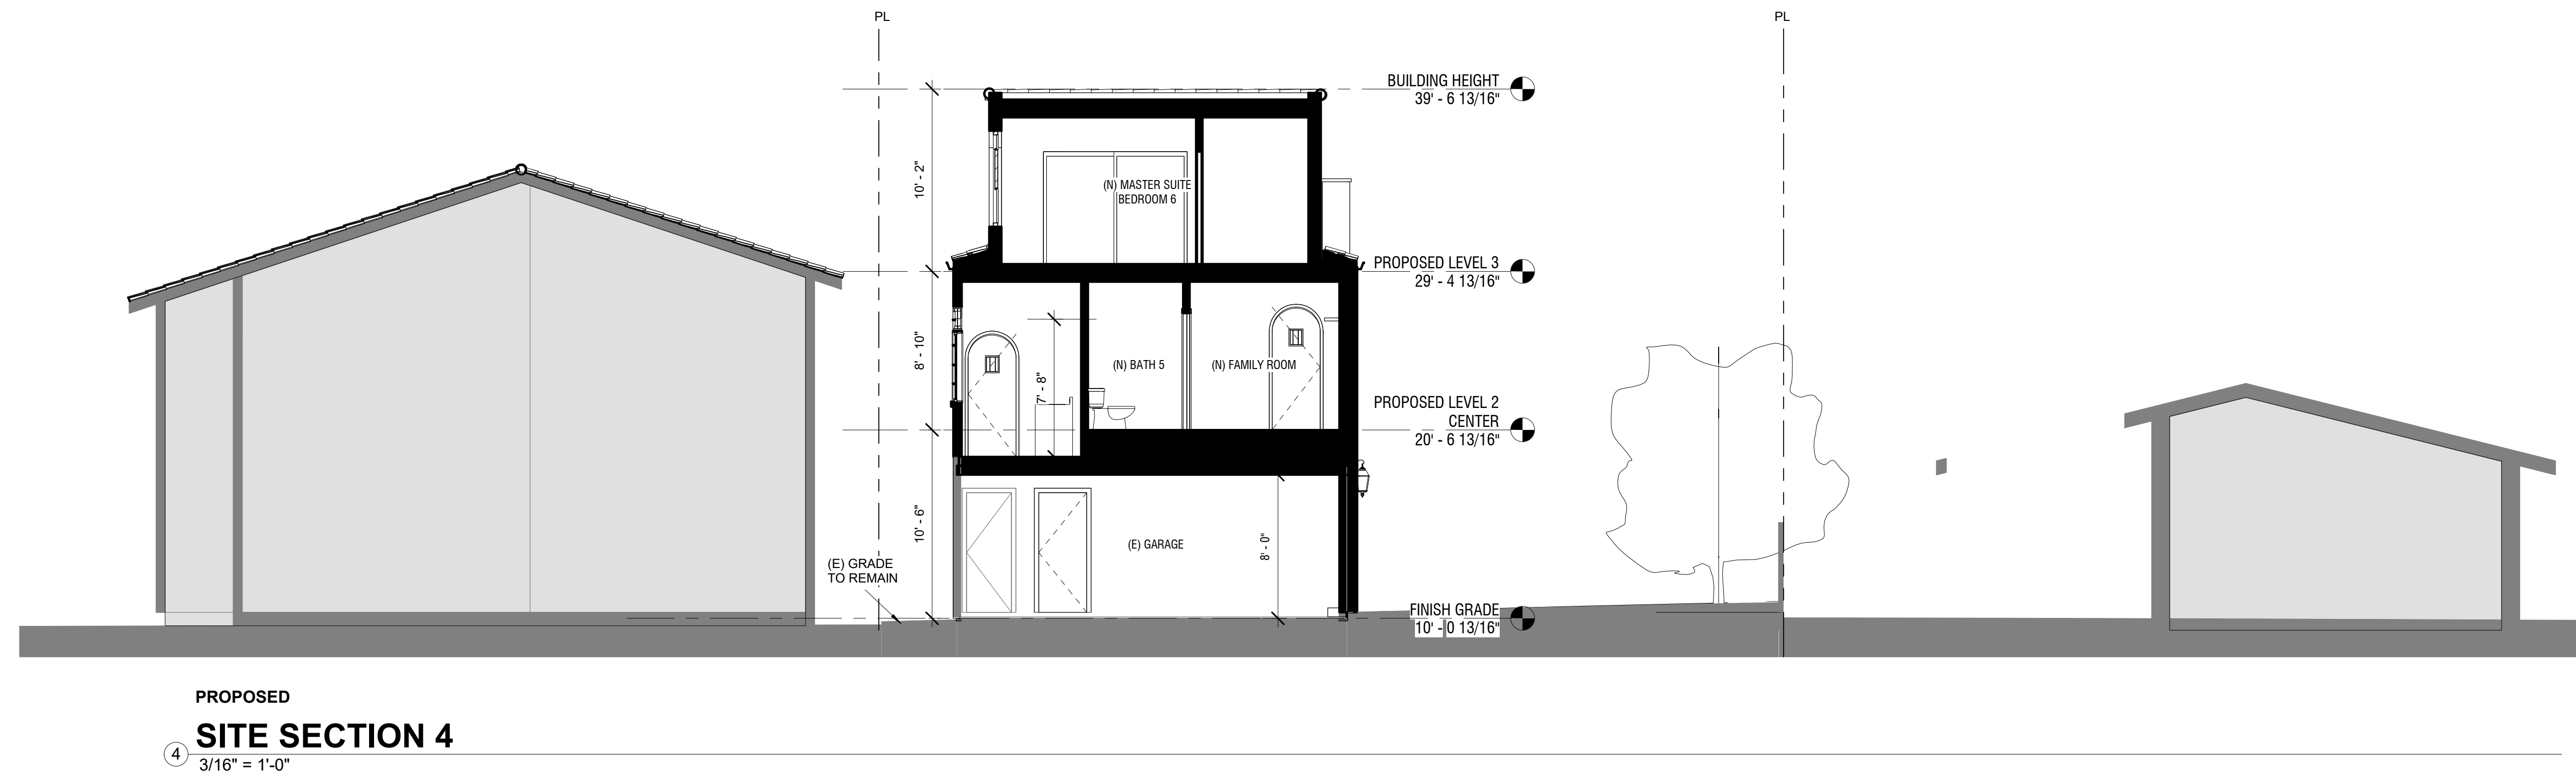 PL
PL
BUILDING HEIGHT
39' - 6 13/16"
10' - 2"
(N) MASTER SUITE
BEDROOM 6
PROPOSED LEVEL 3
29' - 4 13/16"
8' - 10"
7' - 8"
(N) BATH 5
(N) FAMILY ROOM
PROPOSED LEVEL 2
CENTER
20' - 6 13/16"
10' - 6"
(E) GARAGE
8' - 0"
(E) GRADE
TO REMAIN
FINISH GRADE
10' - 0 13/16"
PROPOSED
SITE SECTION 4
4
3/16" = 1'-0"